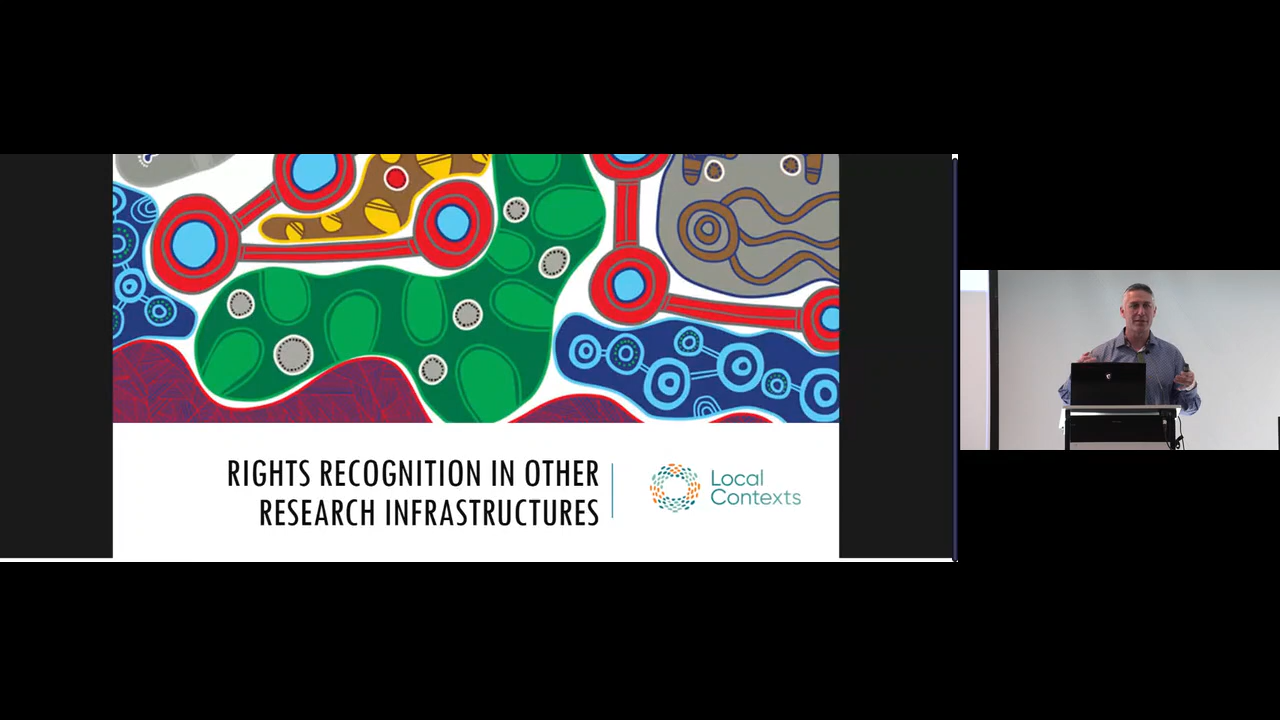 RIGHTS RECOGNITION IN OTHER
RESEARCH INFRASTRUCTURES
Local
Contexts